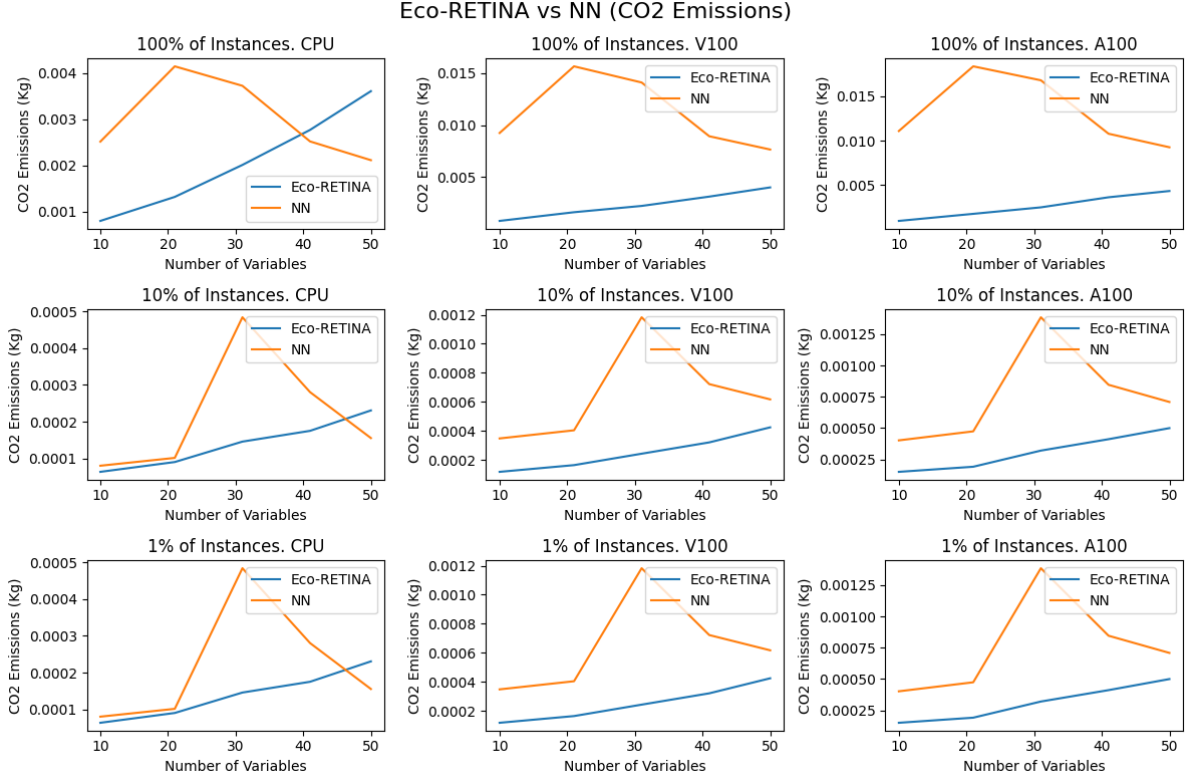 Eco-RETINA vs NN (CO2 Emissions)
100% of Instances. CPU
CO2 Emissions (Kg)
0.004
0.003
0.002
0.001
Eco-RETINA
NN
10 20 30 40 50
Number of Variables
100% of Instances. V100
CO2 Emissions (Kg)
0.015
0.010
0.005
Eco-RETINA
NN
10 20 30 40 50
Number of Variables
100% of Instances. A100
CO2 Emissions (Kg)
0.015
0.010
0.005
Eco-RETINA
NN
10 20 30 40 50
Number of Variables
10% of Instances. CPU
CO2 Emissions (Kg)
0.0005
0.0004
0.0003
0.0002
0.0001
Eco-RETINA
NN
10 20 30 40 50
Number of Variables
10% of Instances. V100
CO2 Emissions (Kg)
0.0012
0.0010
0.0008
0.0006
0.0004
0.0002
Eco-RETINA
NN
10 20 30 40 50
Number of Variables
10% of Instances. A100
CO2 Emissions (Kg)
0.00125
0.00100
0.00075
0.00050
0.00025
Eco-RETINA
NN
10 20 30 40 50
Number of Variables
1% of Instances. CPU
CO2 Emissions (Kg)
0.0005
0.0004
0.0003
0.0002
0.0001
Eco-RETINA
NN
10 20 30 40 50
Number of Variables
1% of Instances. V100
CO2 Emissions (Kg)
0.0012
0.0010
0.0008
0.0006
0.0004
0.0002
Eco-RETINA
NN
10 20 30 40 50
Number of Variables
1% of Instances. A100
CO2 Emissions (Kg)
0.00125
0.00100
0.00075
0.00050
0.00025
Eco-RETINA
NN
10 20 30 40 50
Number of Variables